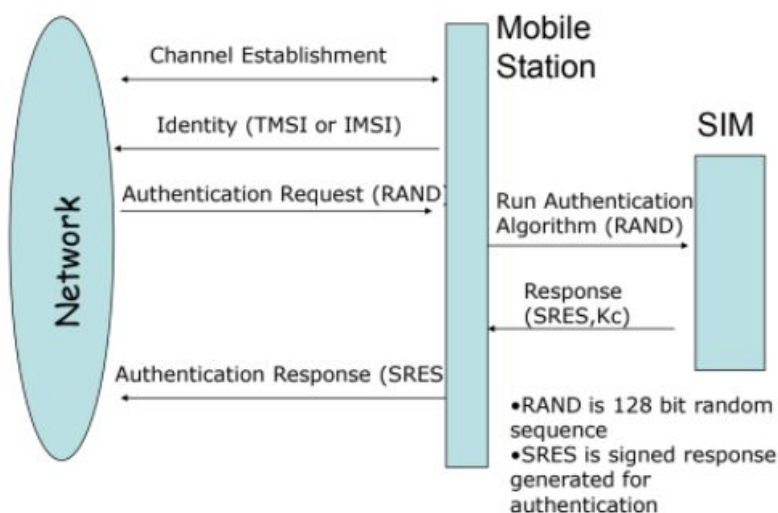 Channel Establishment
Mobile
Station
Identity (TMSI or IMSI)
SIM
Authentication Request (RAND)
Run Authentication
Algorithm (RAND)
Network
Response
(SRES,Kc)
Authentication Response (SRES
•RAND is 128 bit random
sequence
•SRES is signed response
generated for
authentication